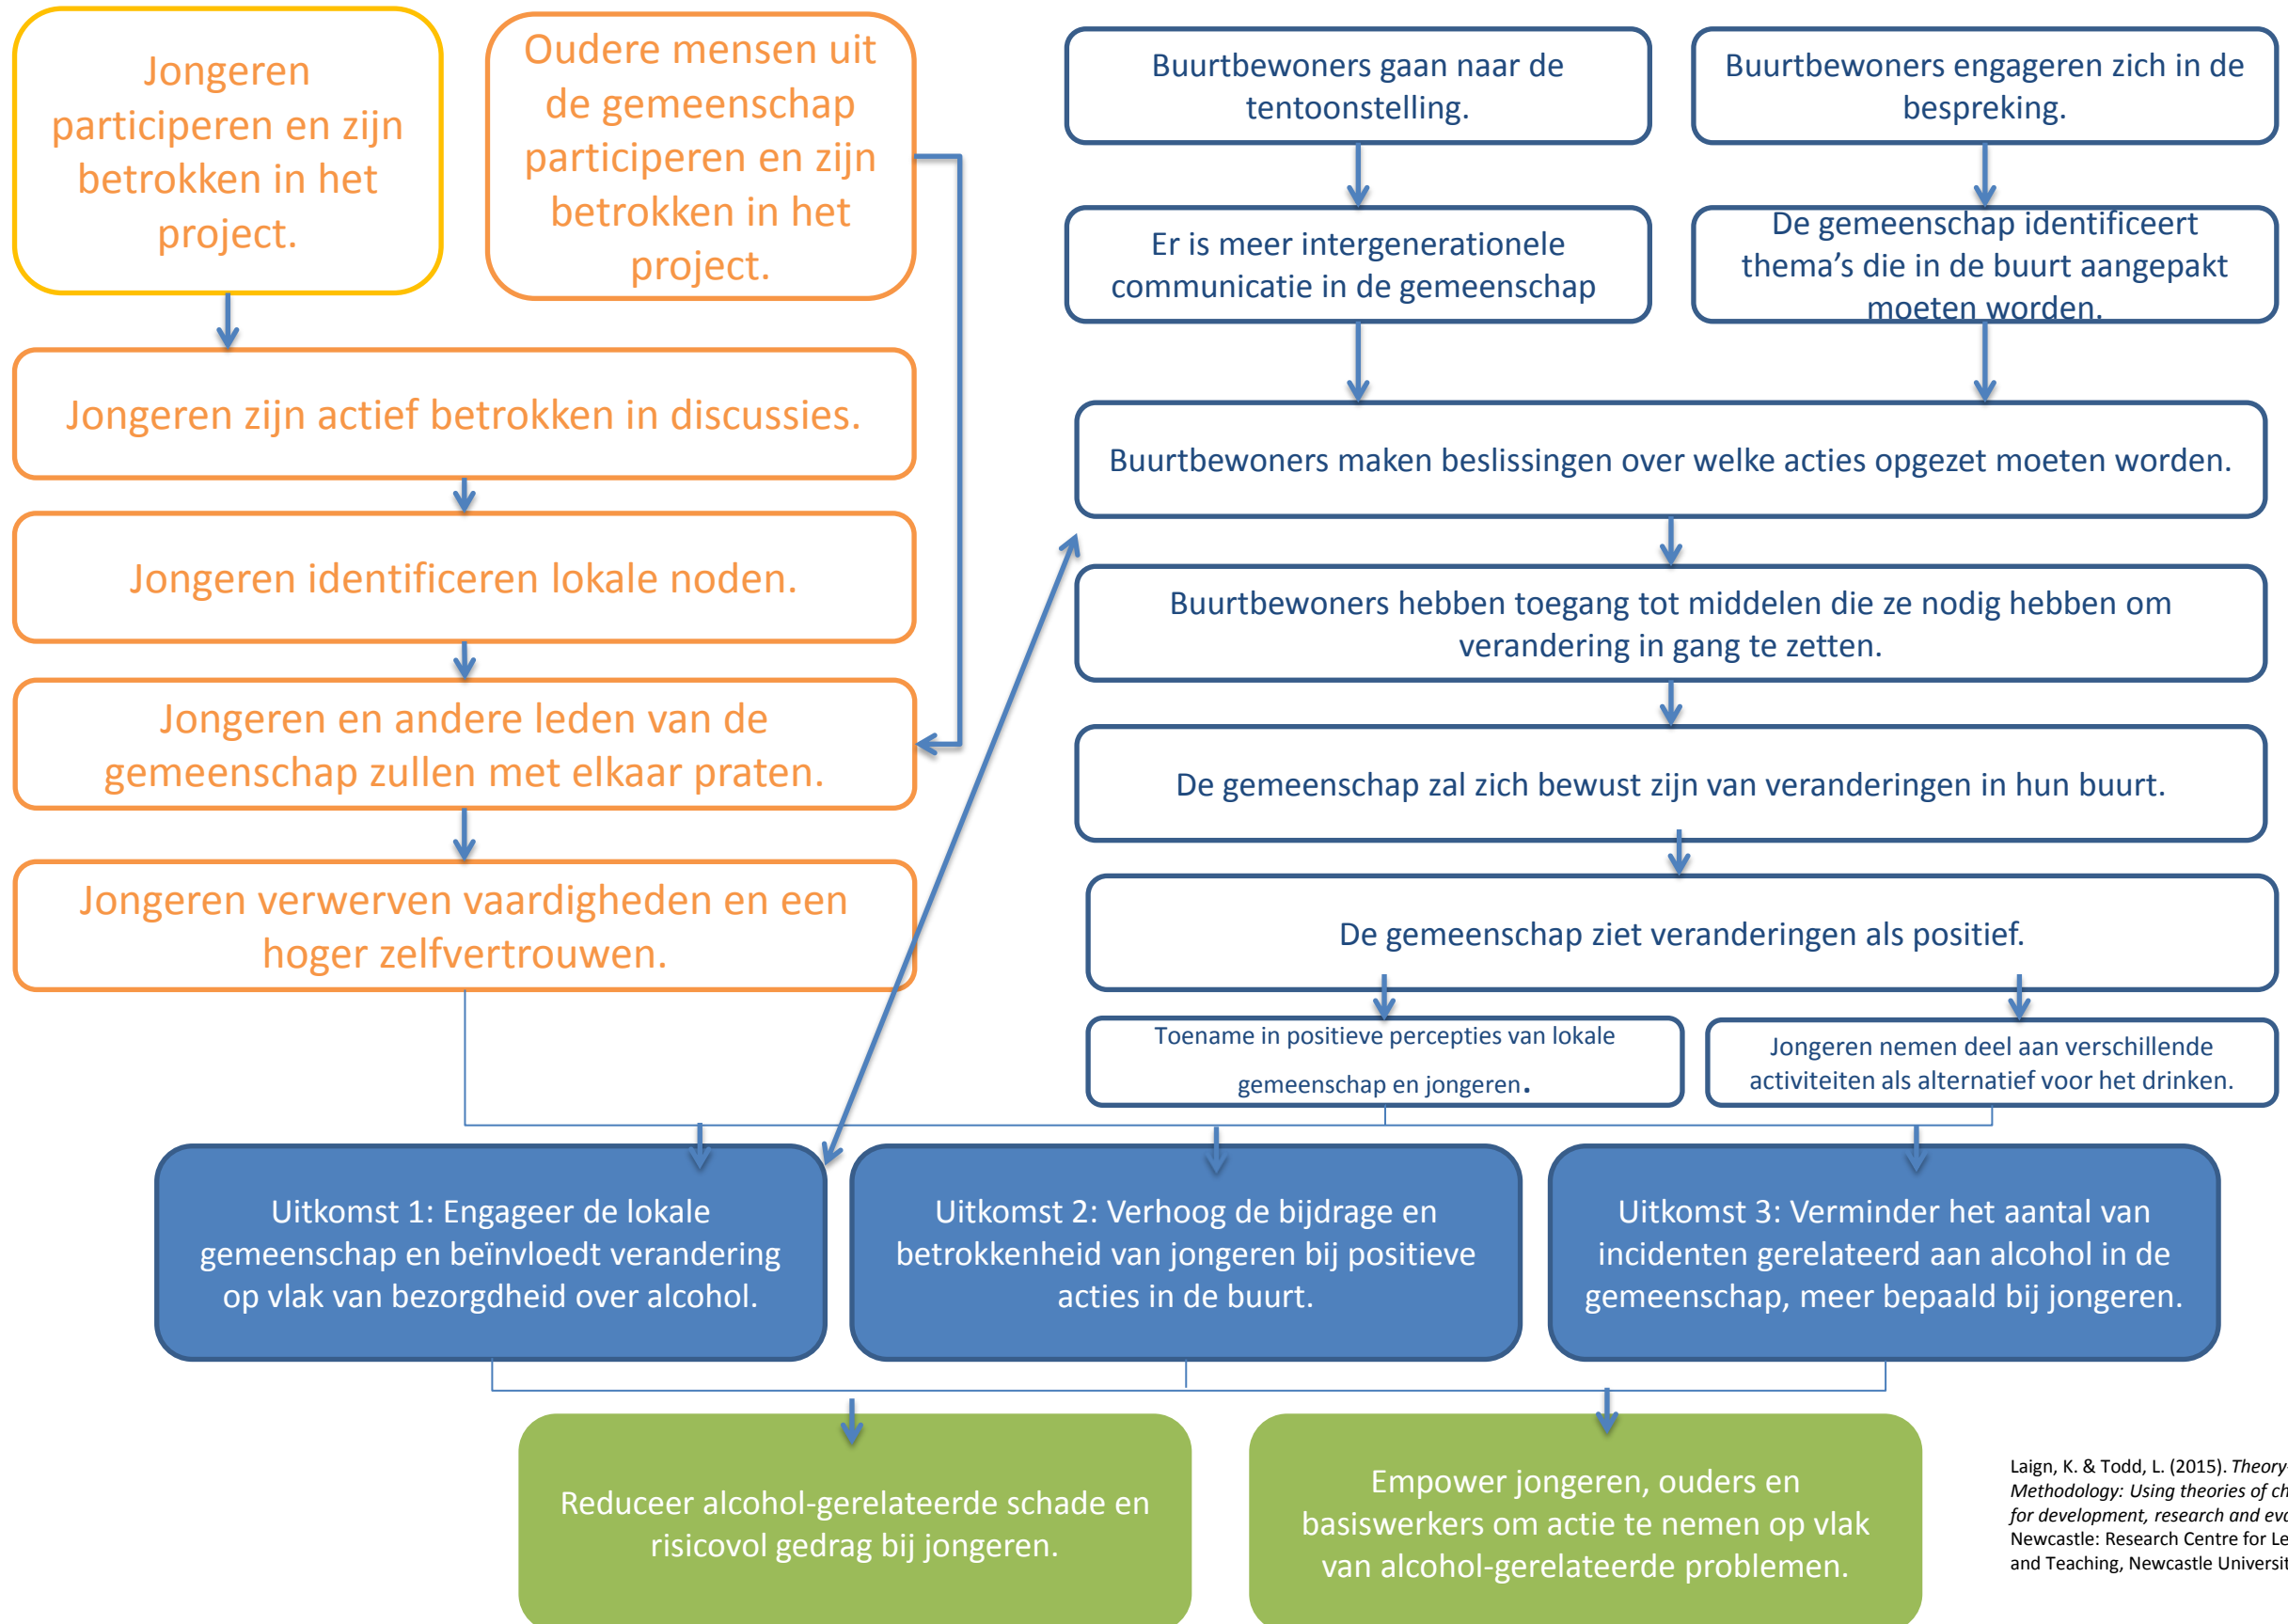 Jongeren
participeren en zijn
betrokken in het
project.
Oudere mensen uit
de gemeenschap
participeren en zijn
betrokken in het
project.
Buurtbewoners gaan naar de
tentoonstelling.
Buurtbewoners engageren zich in de
bespreking.
Er is meer intergenerationele
communicatie in de gemeenschap
De gemeenschap identificeert
thema's die in de buurt aangepakt
moeten worden.
Jongeren zijn actief betrokken in discussies.
Jongeren identificeren lokale noden.
Jongeren en andere leden van de
gemeenschap zullen met elkaar praten.
Jongeren verwerven vaardigheden en een
hoger zelfvertrouwen.
Buurtbewoners maken beslissingen over welke acties opgezet moeten worden.
Buurtbewoners hebben toegang tot middelen die ze nodig hebben om
verandering in gang te zetten.
De gemeenschap zal zich bewust zijn van veranderingen in hun buurt.
De gemeenschap ziet veranderingen als positief.
Toename in positieve percepties van lokale
gemeenschap en jongeren.
Jongeren nemen deel aan verschillende
activiteiten als alternatief voor het drinken.
Uitkomst 1: Engageer de lokale
gemeenschap en beïnvloedt verandering
op vlak van bezorgdheid over alcohol.
Uitkomst 2: Verhoog de bijdrage en
betrokkenheid van jongeren bij positieve
acties in de buurt.
Uitkomst 3: Verminder het aantal van
incidenten gerelateerd aan alcohol in de
gemeenschap, meer bepaald bij jongeren.
Reduceer alcohol-gerelateerde schade en
risicovol gedrag bij jongeren.
Empower jongeren, ouders en
basiswerkers om actie te nemen op vlak
van alcohol-gerelateerde problemen.
Laign, K. & Todd, L. (2015). Theory-
Methodology: Using theories of ch
for development, research and eva
Newcastle: Research Centre for Le
and Teaching, Newcastle Universit